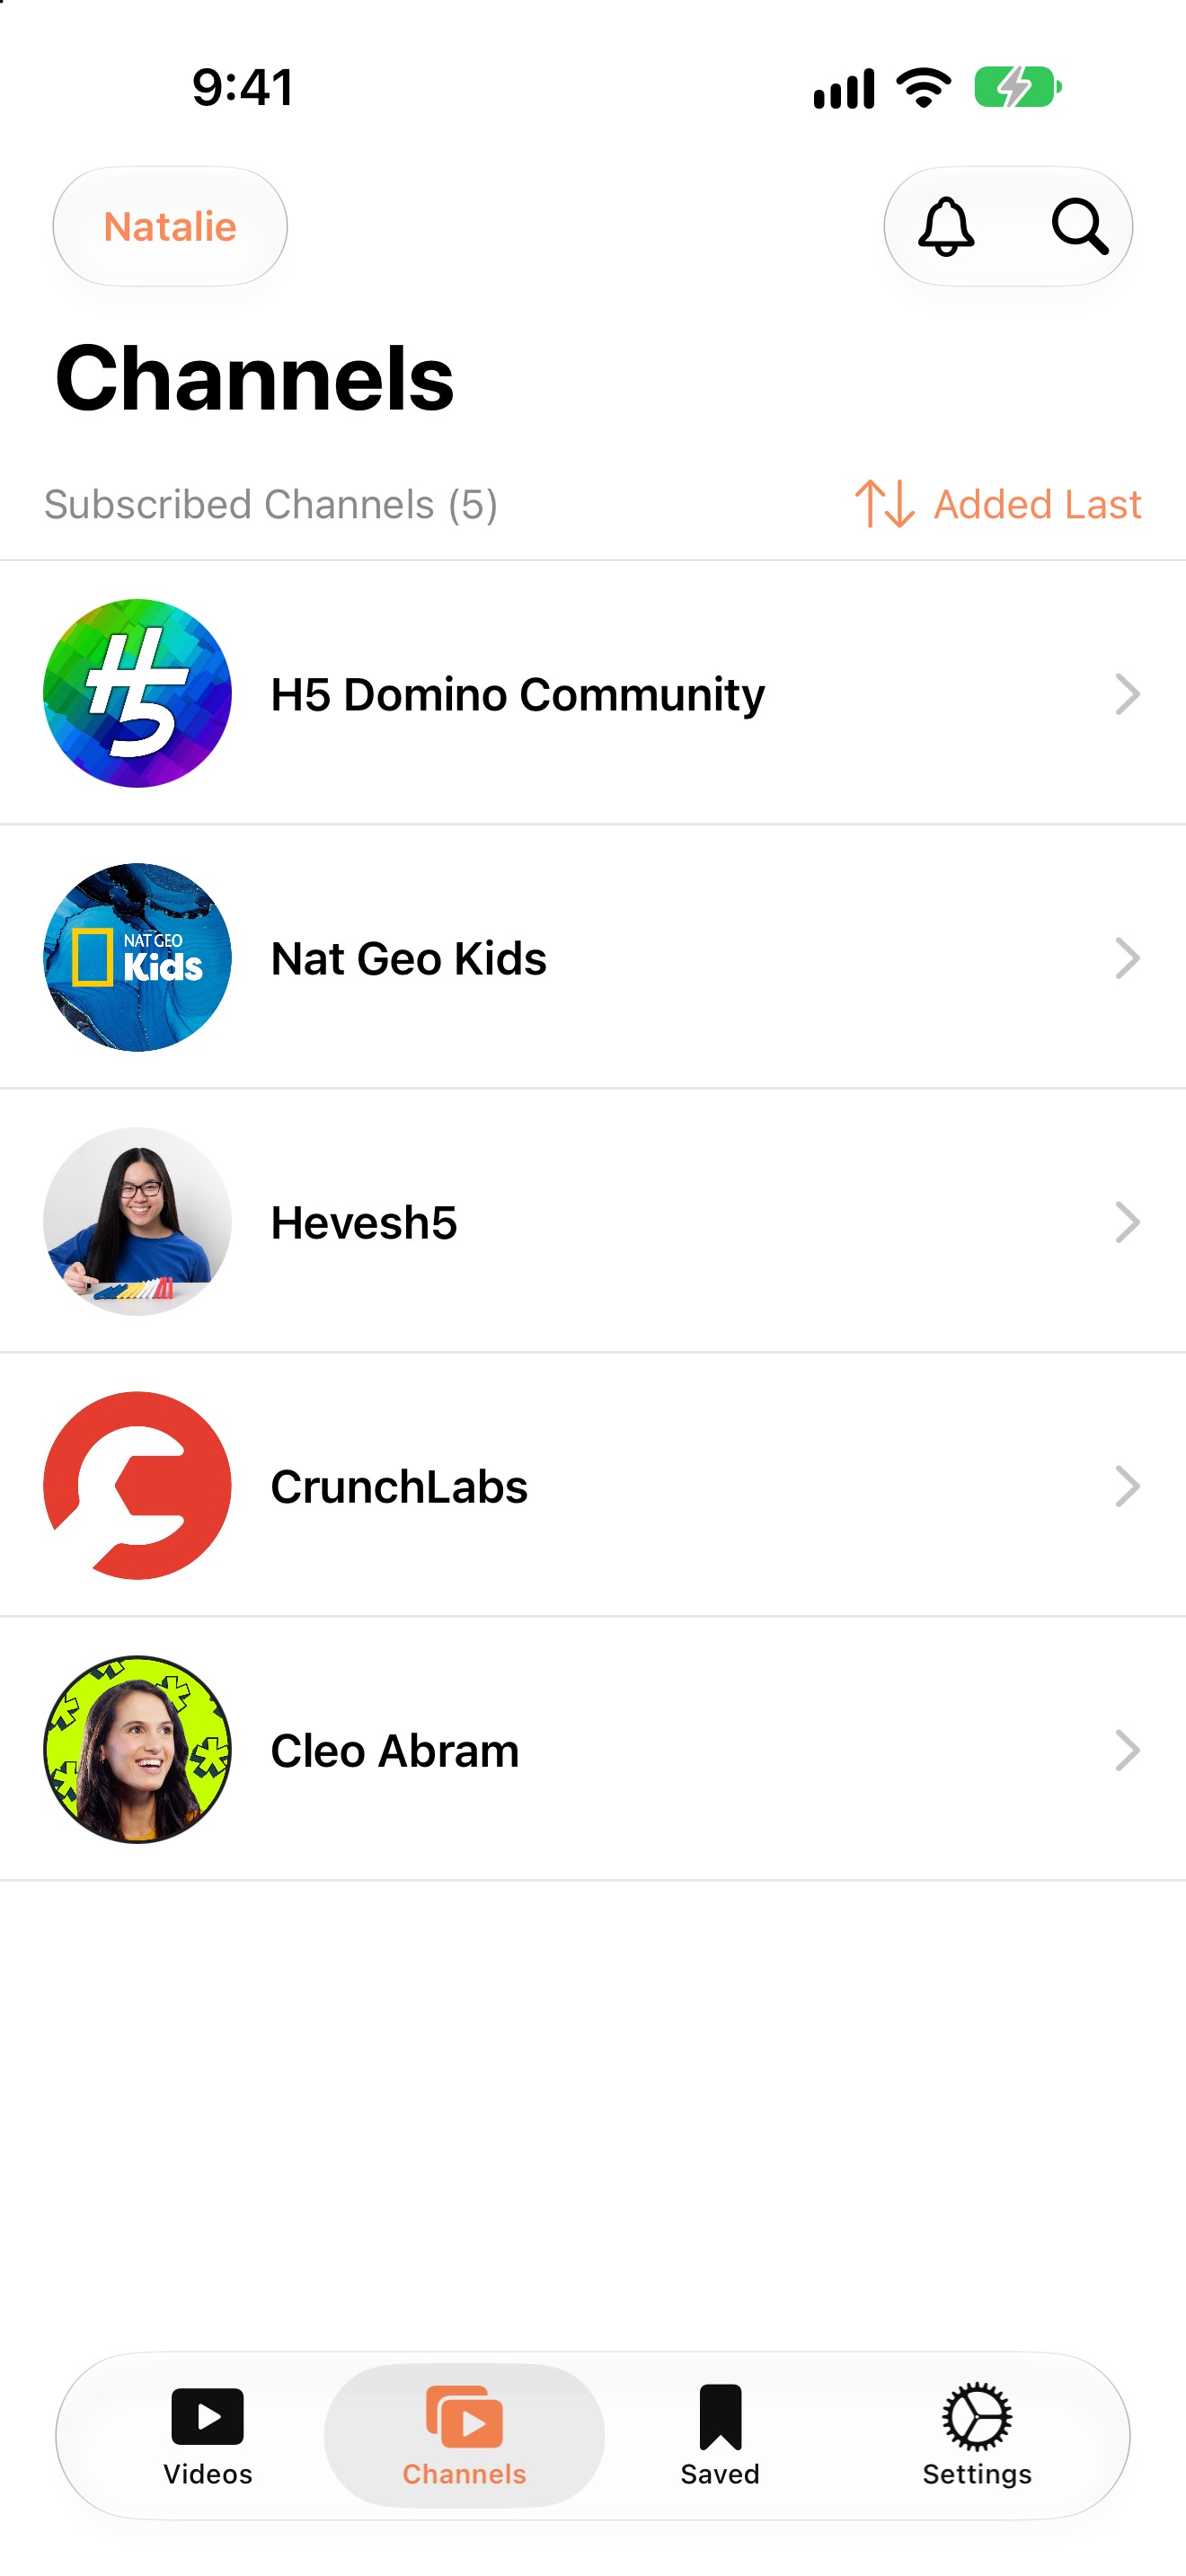 9:41
Natalie
Channels
Subscribed Channels (5)
Added Last
H5
H5 Domino Community
NAT GEO
Kids
Nat Geo Kids
Hevesh5
CrunchLabs
Cleo Abram
Videos
Channels
Saved
Settings